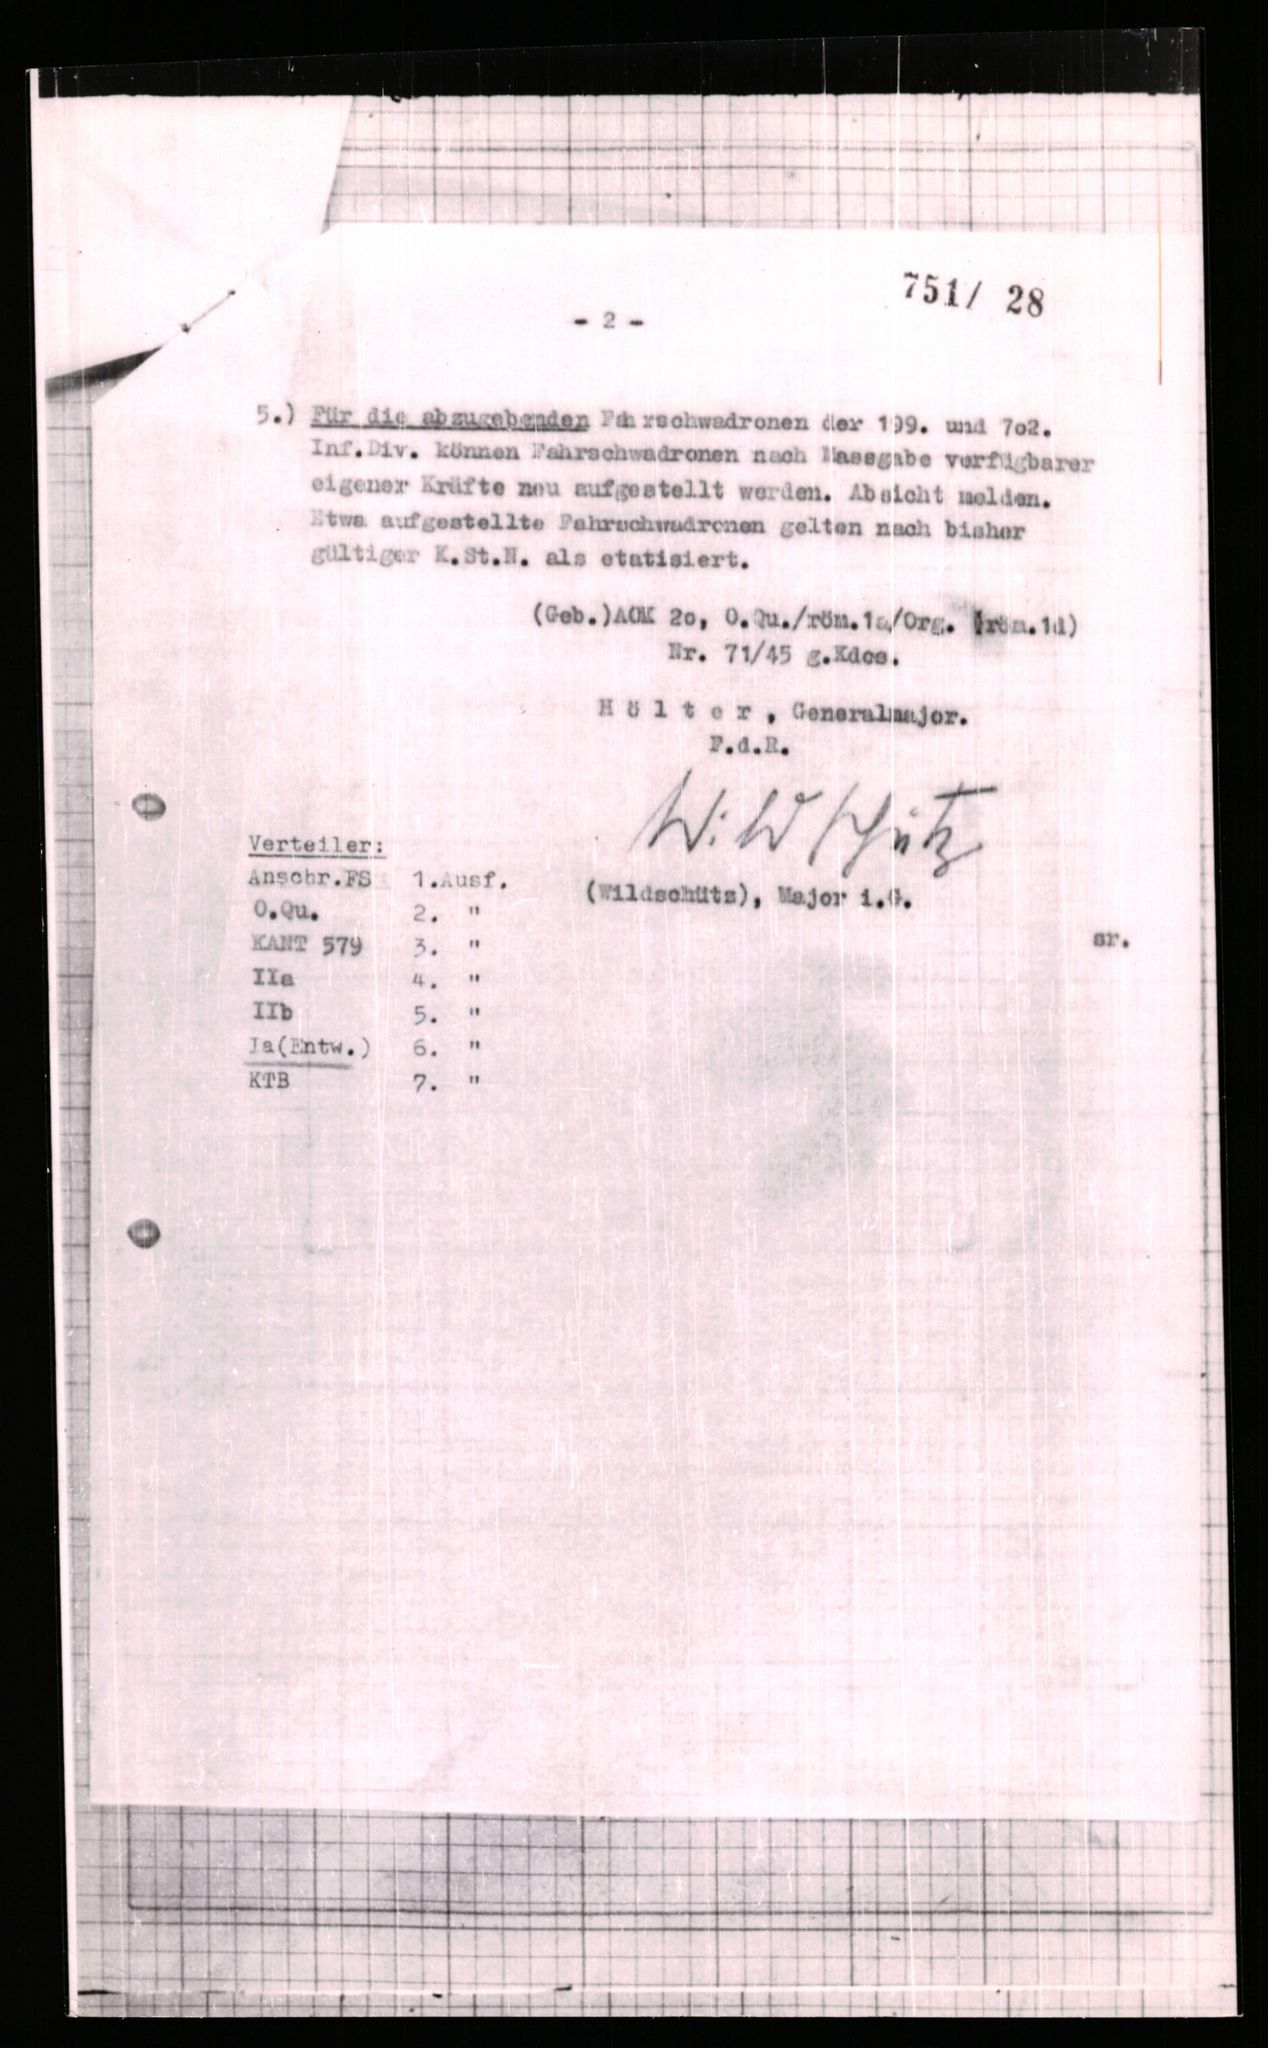 751/ 28
- 2 -
5.) Für die abzugebenden Fahrschwadronen der 199. und 7o2.
Inf.Div. können Fahrschwadronen nach Massgabe verfügbarer
eigener Kräfte neu aufgestellt werden. Absicht melden.
Etwa aufgestellte Fahrschwadronen gelten nach bisher
gültiger K.St.N. als etatisiert.
(Geb.)AOK 2o, O.Qu./röm.1a/Org. (röm.1d)
Nr. 71/45 g.Kdos.
H ö l t e r , Generalmajor.
F.d.R.
Wildschütz
(Wildschütz), Major i.G.
sr.
Verteiler:
Anschr.FS 1.Ausf.
O.Qu. 2. "
KANT 579 3. "
IIa 4. "
IIb 5. "
Ia(Entw.) 6. "
KTB 7. "